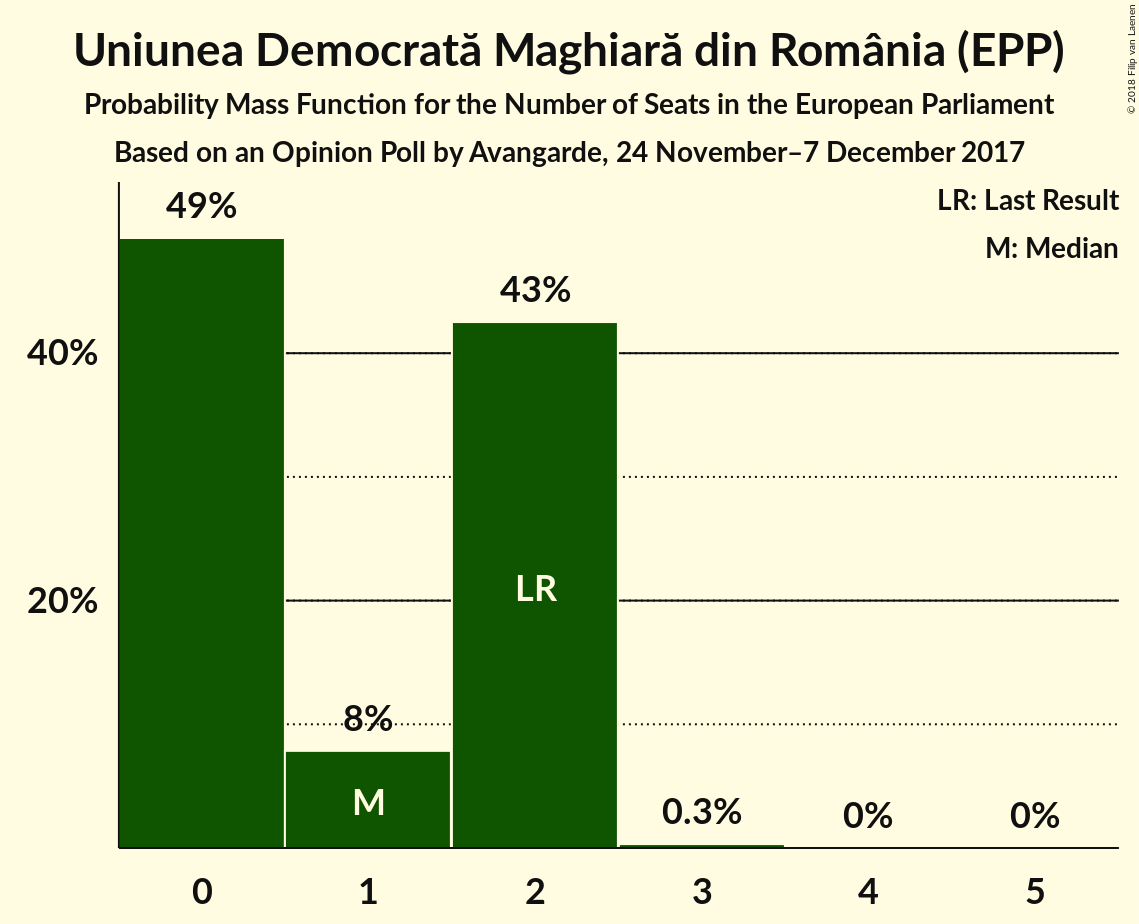 Uniunea Democrată Maghiară din România (EPP)
Probability Mass Function for the Number of Seats in the European Parliament
Based on an Opinion Poll by Avangarde, 24 November–7 December 2017
© 2018 Filip van Laenen
LR: Last Result
M: Median
49%
43%
40%
LR
20%
8%
M
0.3%
0%
0%
0
1
2
3
4
5